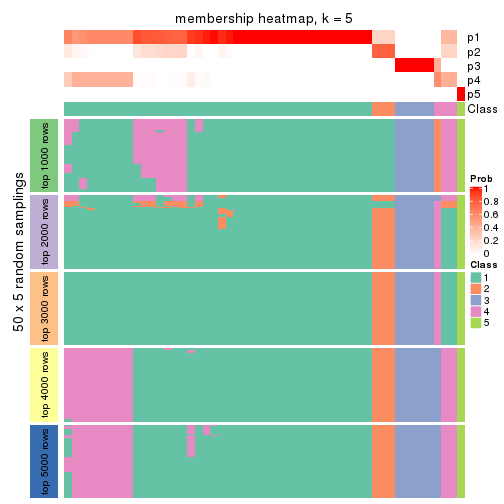 membership heatmap, k = 5
p1
p2
p3
p4
p5
Class
50 x 5 random samplings
top 1000 rows
top 2000 rows
top 3000 rows
top 4000 rows
top 5000 rows
Prob
1
0.8
0.6
0.4
0.2
0
Class
1
2
3
4
5